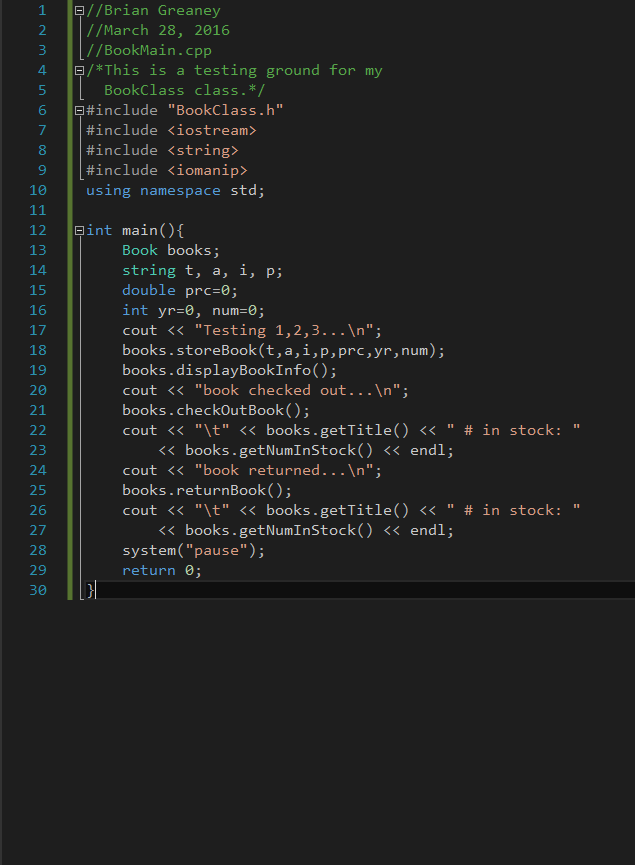 1 //Brian Greaney
2 //March 28, 2016
3 //BookMain.cpp
4 /*This is a testing ground for my
5   BookClass class.*/
6 #include "BookClass.h"
7 #include <iostream>
8 #include <string>
9 #include <iomanip>
10 using namespace std;
11
12 int main(){
13     Book books;
14     string t, a, i, p;
15     double prc=0;
16     int yr=0, num=0;
17     cout << "Testing 1,2,3...\n";
18     books.storeBook(t,a,i,p,prc,yr,num);
19     books.displayBookInfo();
20     cout << "book checked out...\n";
21     books.checkOutBook();
22     cout << "\t" << books.getTitle() << " # in stock: "
23         << books.getNumInStock() << endl;
24     cout << "book returned...\n";
25     books.returnBook();
26     cout << "\t" << books.getTitle() << " # in stock: "
27         << books.getNumInStock() << endl;
28     system("pause");
29     return 0;
30 }